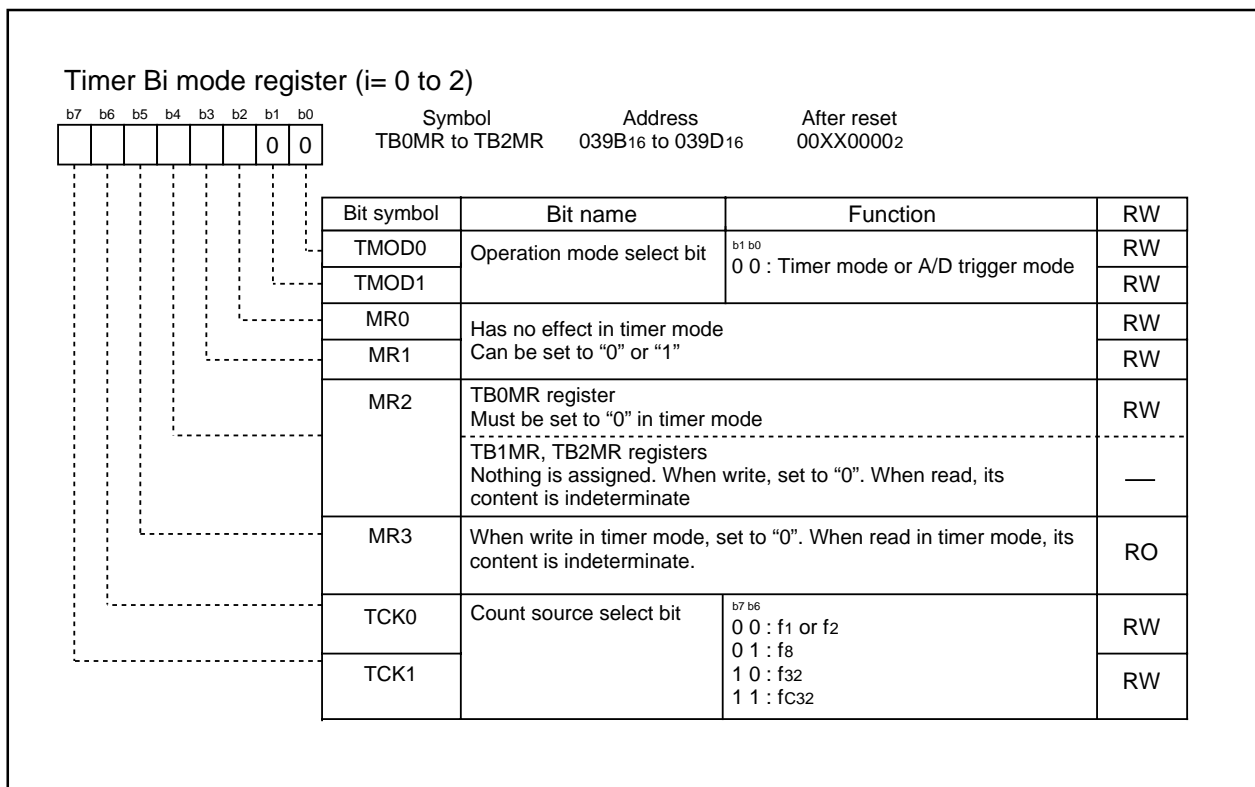 Timer Bi mode register (i= 0 to 2)
b7 b6 b5 b4 b3 b2 b1 b0
0 0
Symbol Address After reset
TB0MR to TB2MR 039B16 to 039D16 00XX00002
Bit symbol Bit name Function RW
TMOD0 Operation mode select bit b1 b0 RW
0 0 : Timer mode or A/D trigger mode
TMOD1 RW
MR0 Has no effect in timer mode RW
MR1 Can be set to “0” or “1” RW
MR2 TB0MR register
Must be set to “0” in timer mode RW
TB1MR, TB2MR registers
Nothing is assigned. When write, set to “0”. When read, its —
content is indeterminate
MR3 When write in timer mode, set to “0”. When read in timer mode, its RO
content is indeterminate.
TCK0 Count source select bit b7 b6 RW
0 0 : f1 or f2
0 1 : f8
TCK1 1 0 : f32 RW
1 1 : fC32